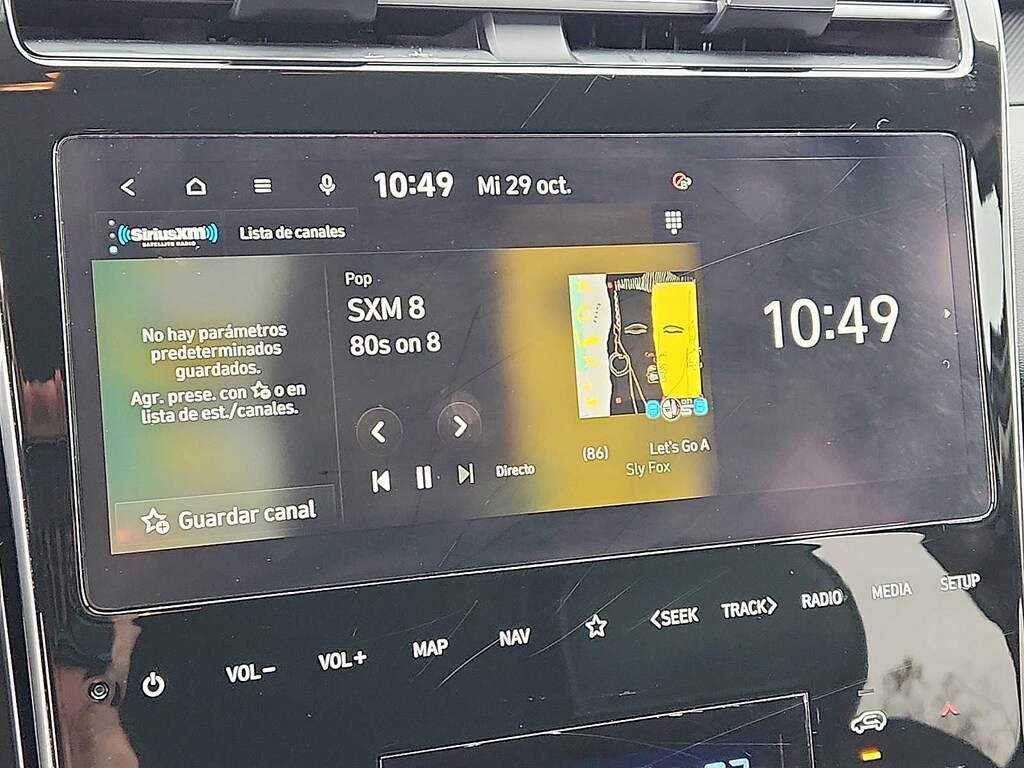 10:49 Mi 29 oct.
SiriusXM
SATELLITE RADIO
Lista de canales
No hay parámetros
predeterminados
guardados.
Agr. prese. con o en
lista de est./canales.
Guardar canal
Pop
SXM 8
80s on 8
Directo
(86) Let's Go A
Sly Fox
10:49
VOL−
VOL+
MAP
NAV
<SEEK
TRACK>
RADIO
MEDIA
SETUP